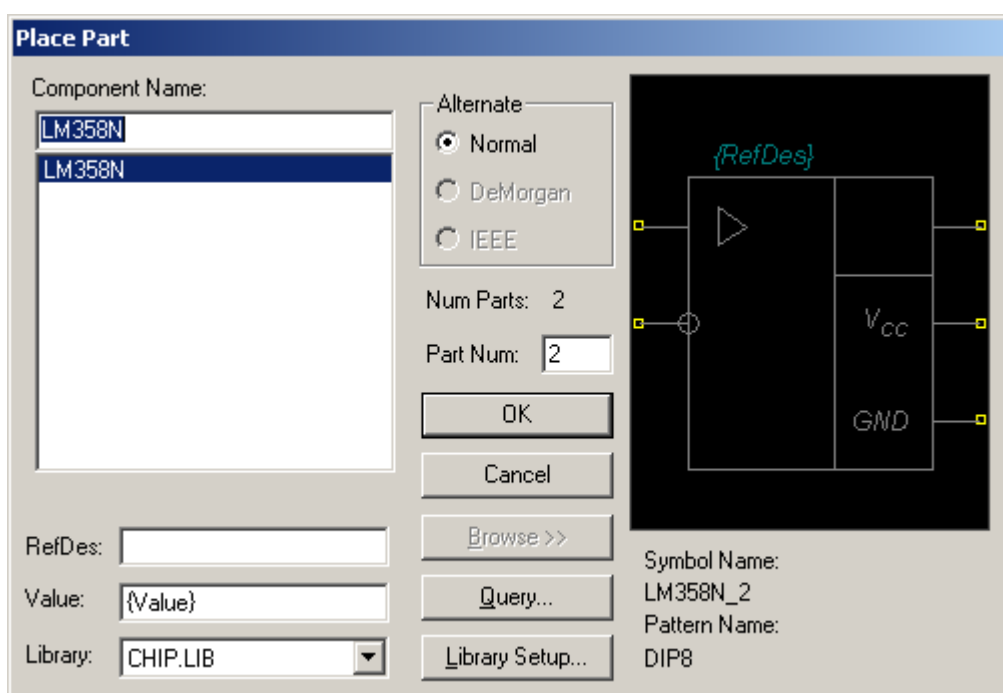 Place Part
Component Name:
LM358N
LM358N
Alternate
Normal
DeMorgan
IEEE
Num Parts: 2
Part Num: 2
OK
Cancel
Browse >>
Query...
Library Setup...
RefDes:
Value: {Value}
Library: CHIP.LIB
{RefDes}
VCC
GND
Symbol Name:
LM358N_2
Pattern Name:
DIP8